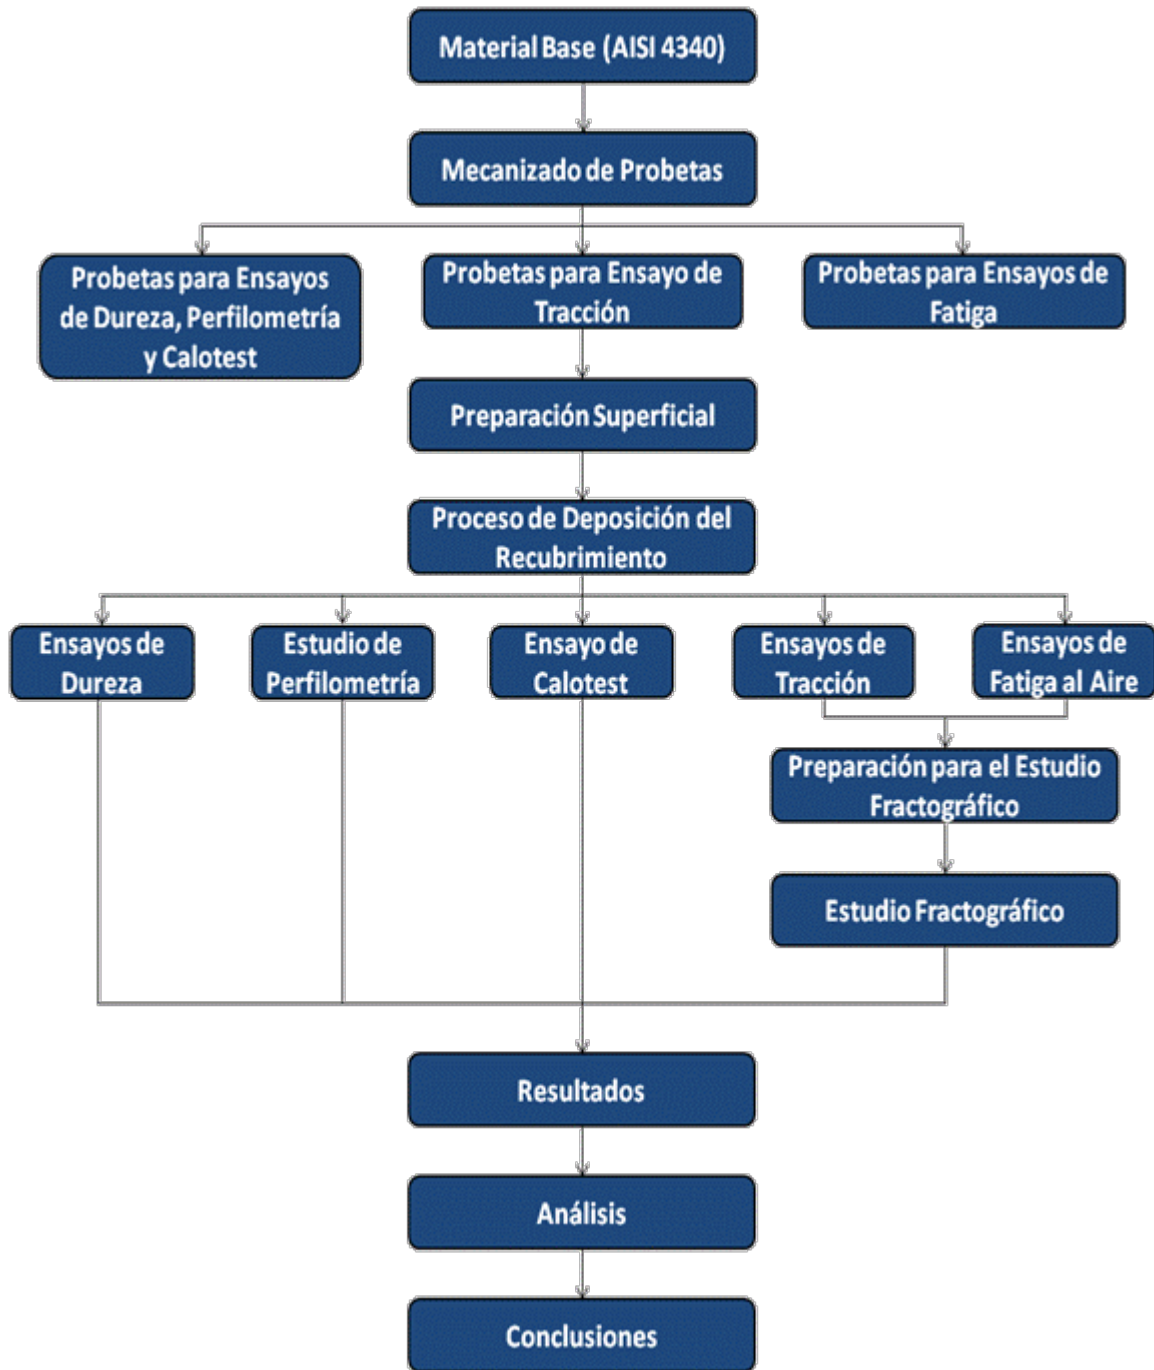 Material Base (AISI 4340)
Mecanizado de Probetas
Probetas para Ensayos
de Dureza, Perfilometría
y Calotest
Probetas para Ensayo de
Tracción
Probetas para Ensayos de
Fatiga
Preparación Superficial
Proceso de Deposición del
Recubrimiento
Ensayos de
Dureza
Estudio de
Perfilometría
Ensayo de
Calotest
Ensayos de
Tracción
Ensayos de
Fatiga al Aire
Preparación para el Estudio
Fractográfico
Estudio Fractográfico
Resultados
Análisis
Conclusiones